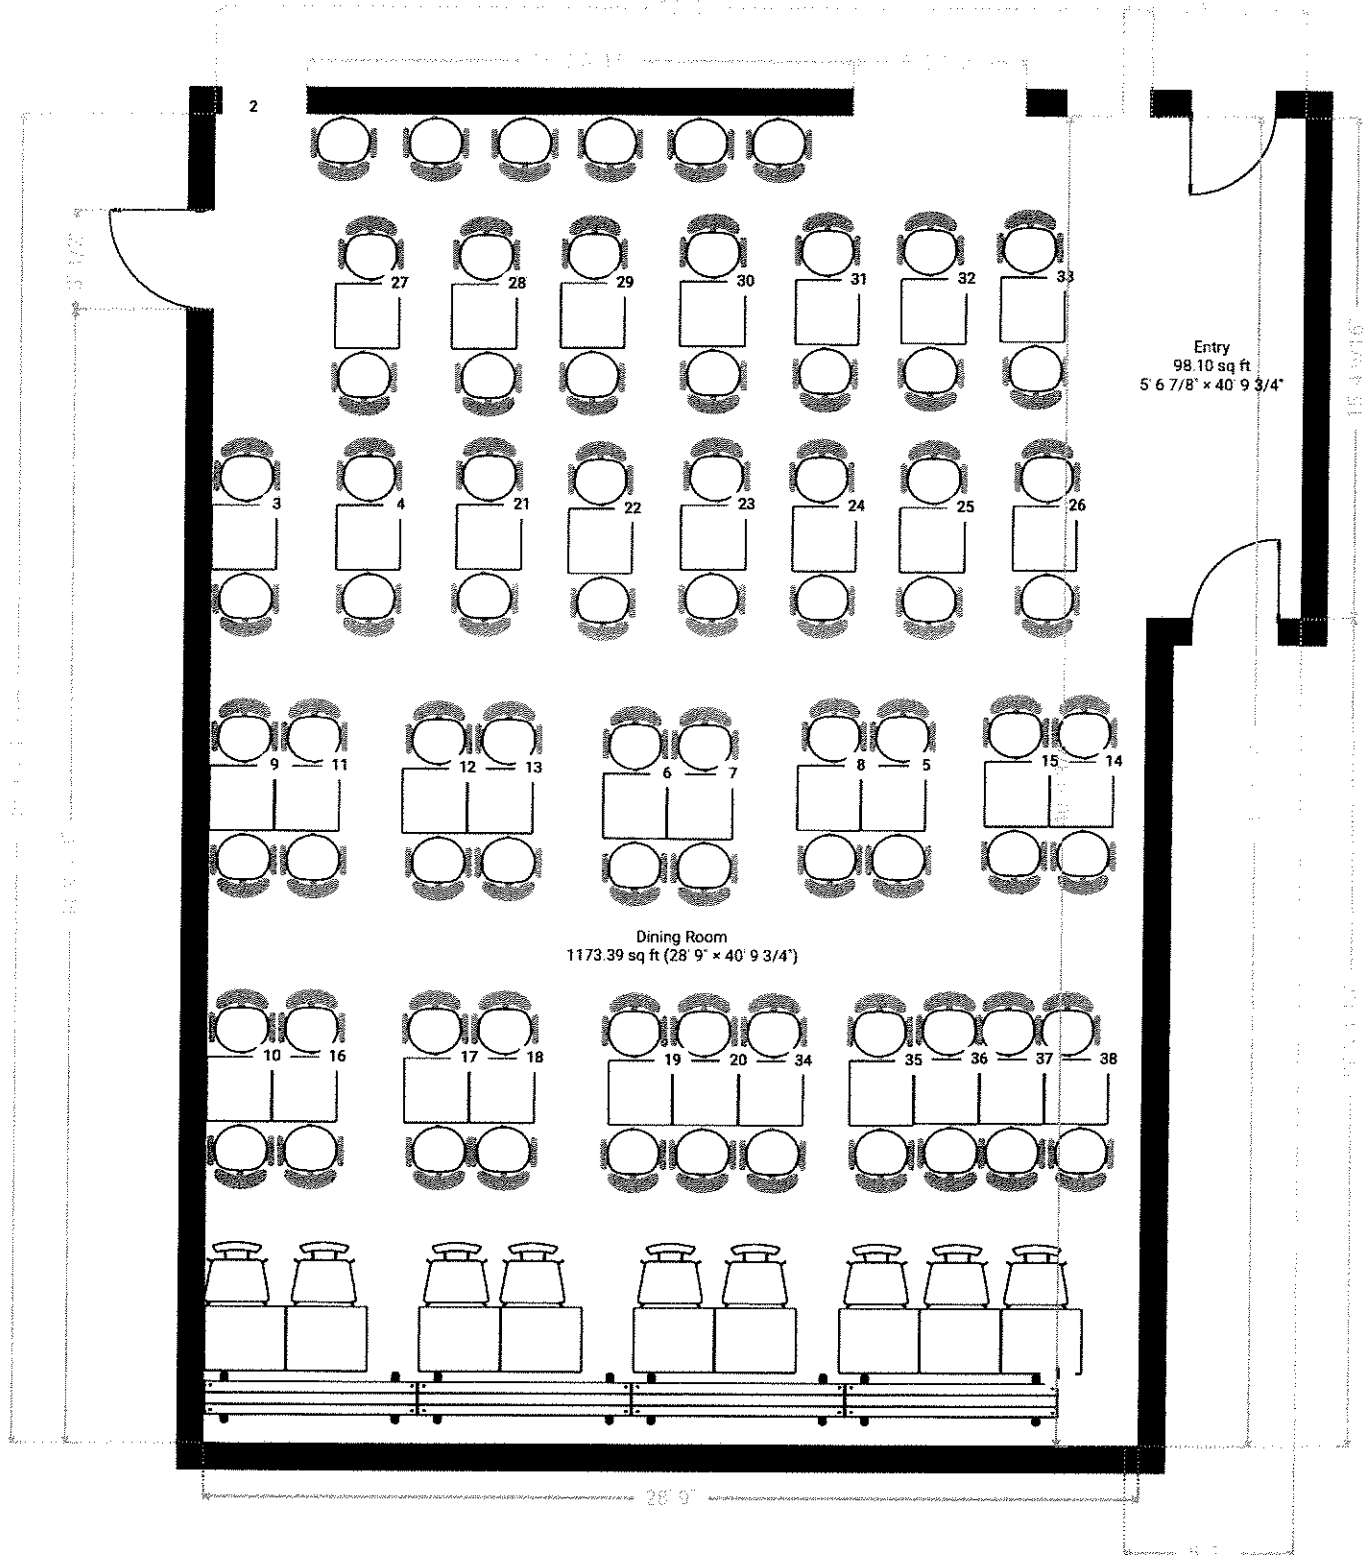 2
27 28 29 30 31 32 33
Entry
98.10 sq ft
5' 6 7/8" × 40' 9 3/4"
3 4 21 22 23 24 25 26
9 11 12 13 6 7 8 5 15 14
Dining Room
1173.39 sq ft (28' 9" × 40' 9 3/4")
10 16 17 18 19 20 34 35 36 37 38
28' 9"